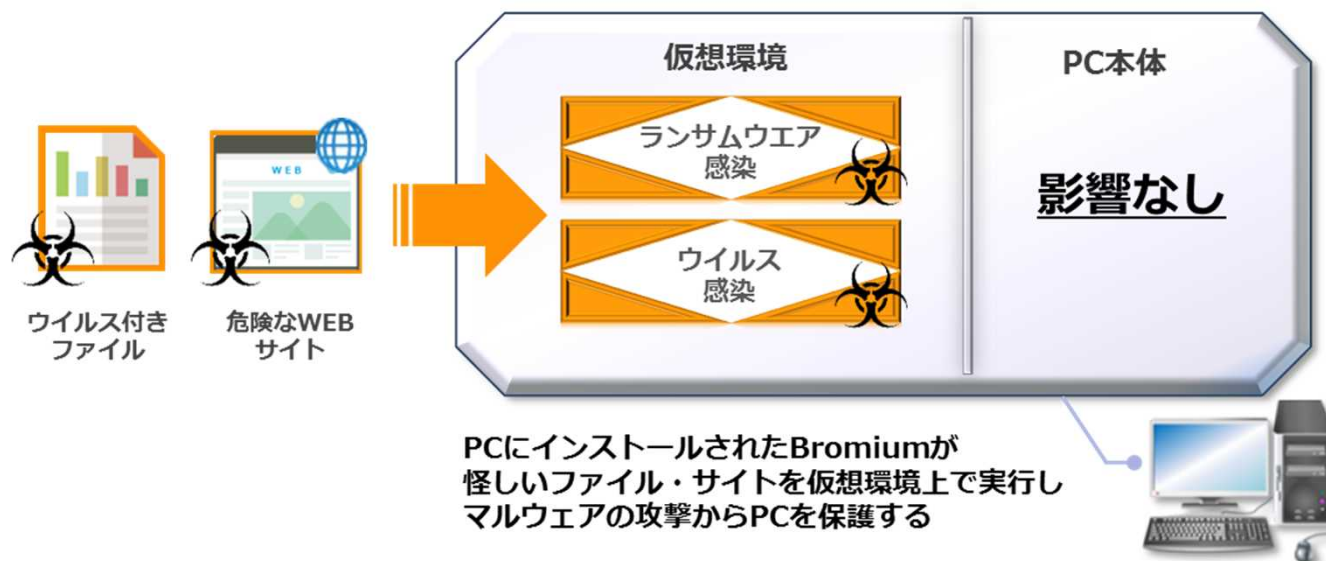 仮想環境
PC本体
ランサムウエア
感染
影響なし
WEB
ウイルス
感染
ウイルス付き
ファイル
危険なWEB
サイト
PCにインストールされたBromiumが
怪しいファイル・サイトを仮想環境上で実行し
マルウェアの攻撃からPCを保護する